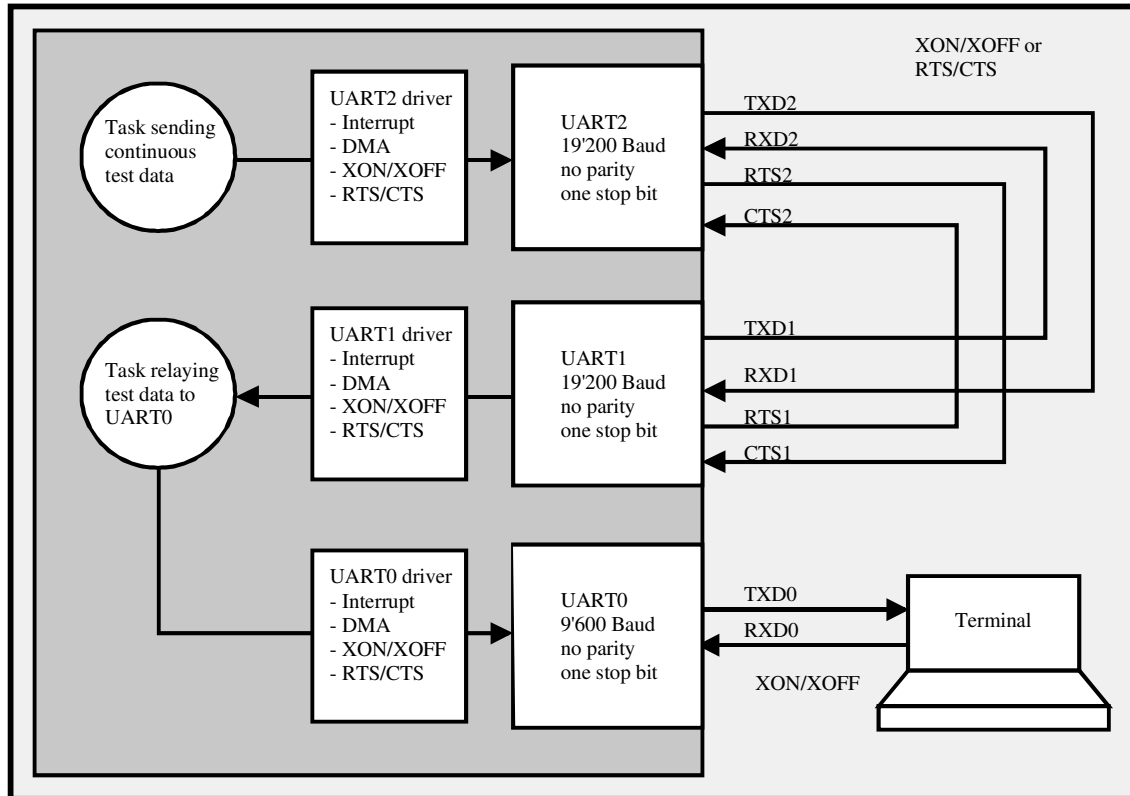 XON/XOFF or
RTS/CTS
Task sending
continuous
test data
UART2 driver
- Interrupt
- DMA
- XON/XOFF
- RTS/CTS
UART2
19'200 Baud
no parity
one stop bit
TXD2
RXD2
RTS2
CTS2
Task relaying
test data to
UART0
UART1 driver
- Interrupt
- DMA
- XON/XOFF
- RTS/CTS
UART1
19'200 Baud
no parity
one stop bit
TXD1
RXD1
RTS1
CTS1
UART0 driver
- Interrupt
- DMA
- XON/XOFF
- RTS/CTS
UART0
9'600 Baud
no parity
one stop bit
TXD0
RXD0
XON/XOFF
Terminal